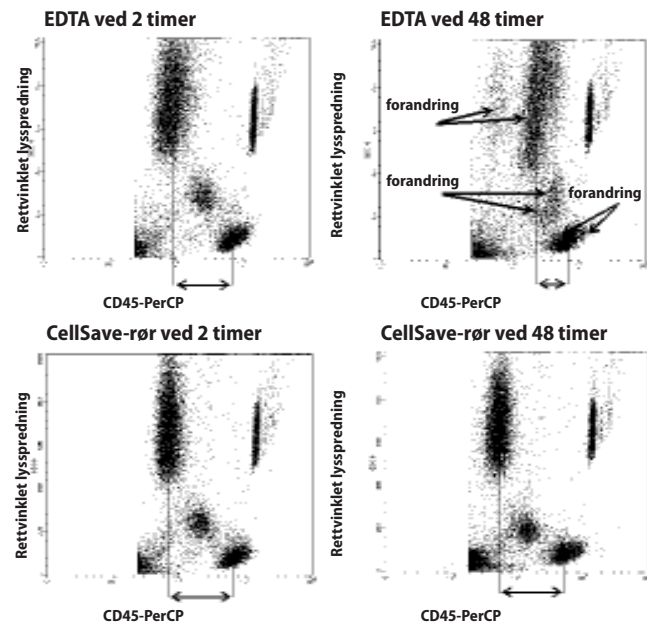 EDTA ved 2 timer
Rettvinklet lysspredning
CD45-PerCP
EDTA ved 48 timer
Rettvinklet lysspredning
forandring
forandring
forandring
CD45-PerCP
CellSave-rør ved 2 timer
Rettvinklet lysspredning
CD45-PerCP
CellSave-rør ved 48 timer
Rettvinklet lysspredning
CD45-PerCP